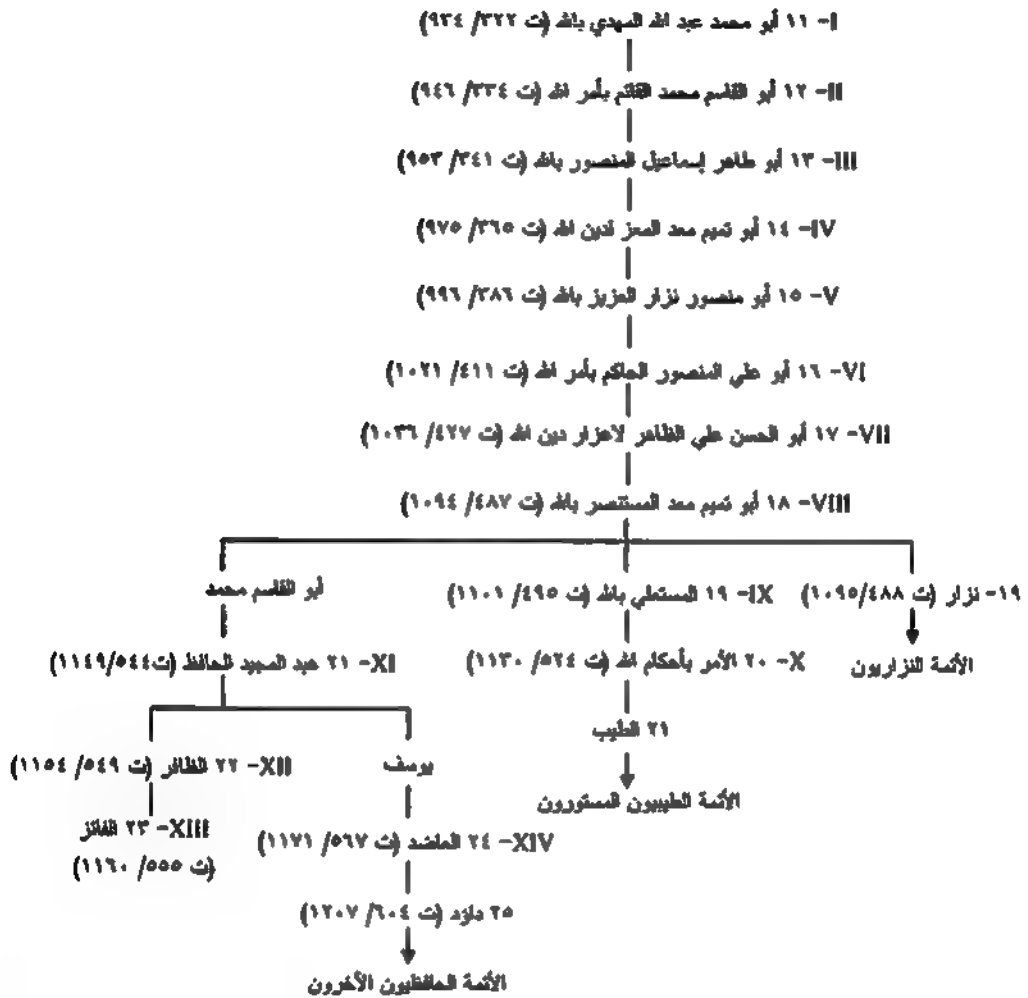 I- ١١ أبو محمد عبد الله المهدي بالله (ت ٣٢٢/ ٩٣٤)
II- ١٢ أبو القاسم محمد القائم بأمر الله (ت ٣٣٤/ ٩٤٦)
III- ١٣ أبو طاهر إسماعيل المنصور بالله (ت ٣٤١/ ٩٥٣)
IV- ١٤ أبو تميم معد المعز لدين الله (ت ٣٦٥/ ٩٧٥)
V- ١٥ أبو منصور نزار العزيز بالله (ت ٣٨٦/ ٩٩٦)
VI- ١٦ أبو علي المنصور الحاكم بأمر الله (ت ٤١١/ ١٠٢١)
VII- ١٧ أبو الحسن علي الظاهر لاعزار دين الله (ت ٤٢٧/ ١٠٣٦)
VIII- ١٨ أبو تميم معد المستنصر بالله (ت ٤٨٧/ ١٠٩٤)
١٩- نزار (ت ١٠٩٥/٤٨٨)
IX- ١٩ المستعلي بالله (ت ٤٩٥/ ١١٠١)
أبو القاسم محمد
الأئمة النزاريون
X- ٢٠ الأمر بأحكام الله (ت ٥٢٤/ ١١٣٠)
XI- ٢١ عبد المجيد الحافظ (ت٥٤٤/١١٤٩)
٢١ الطيب
الأئمة الطيبيون المستورون
يوسف
XII- ٢٢ الظافر (ت ٥٤٩/ ١١٥٤)
XIV- ٢٤ العاضد (ت ٥٦٧/ ١١٧١)
XIII- ٢٣ الفائز
(ت ٥٥٥/ ١١٦٠)
٢٥ داؤد (ت ٦٠٤/ ١٢٠٧)
الأئمة الحافظيون الآخرون